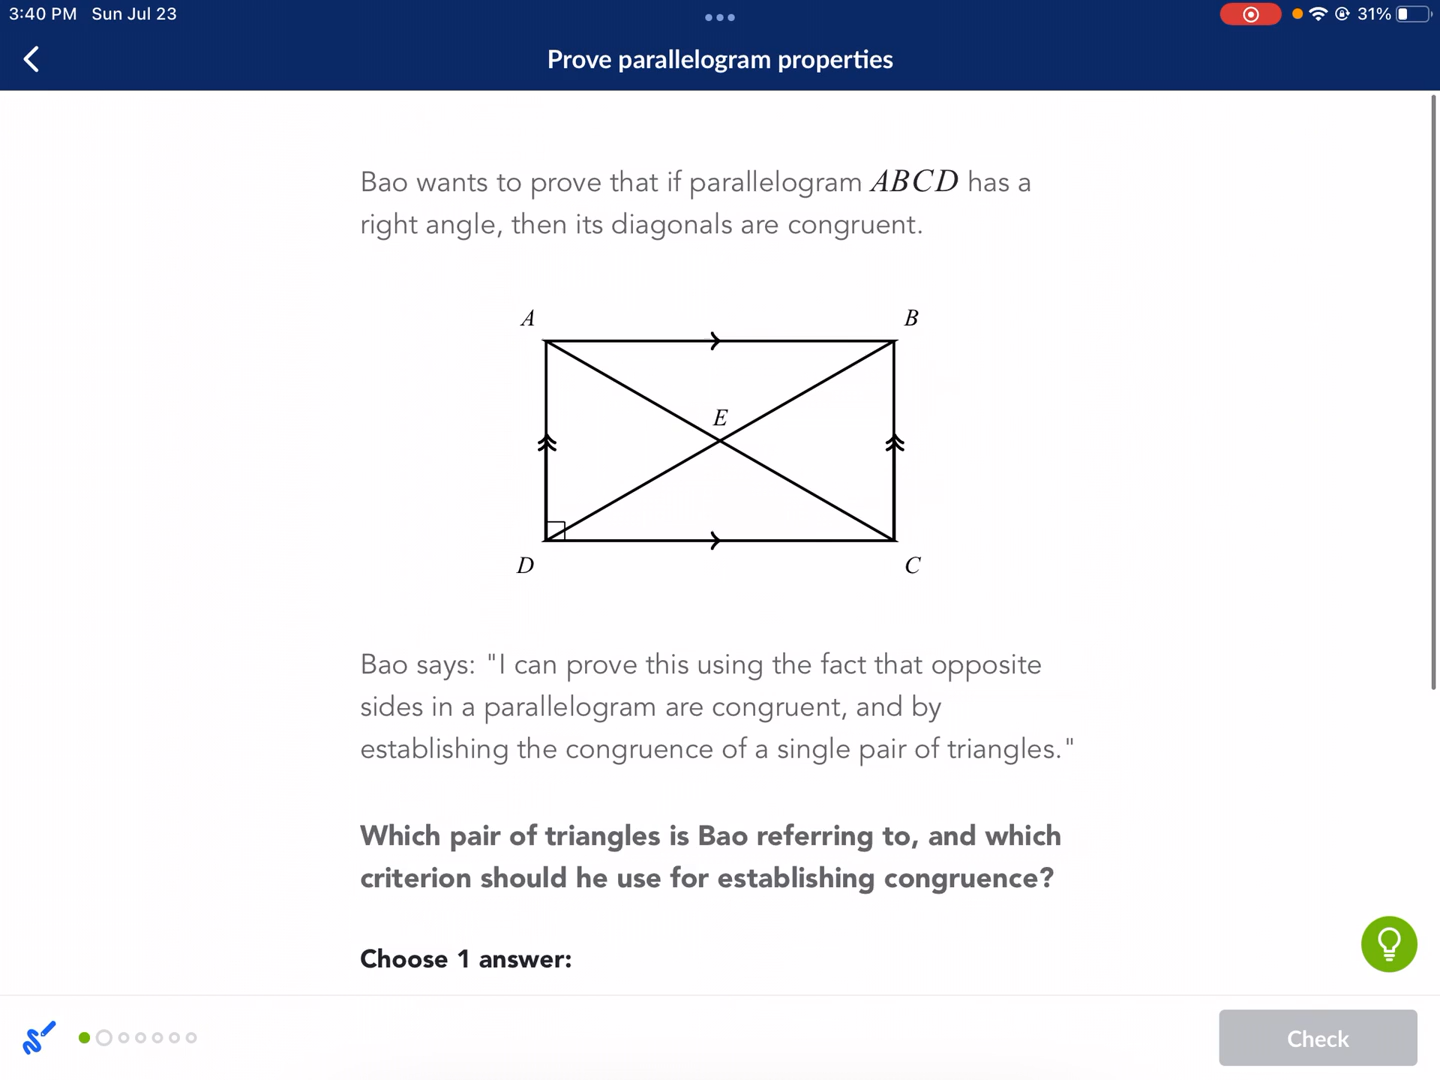 3:40 PM Sun Jul 23
31%
Prove parallelogram properties
Bao wants to prove that if parallelogram ABCD has a
right angle, then its diagonals are congruent.
A
B
E
D
C
Bao says: "I can prove this using the fact that opposite
sides in a parallelogram are congruent, and by
establishing the congruence of a single pair of triangles."
Which pair of triangles is Bao referring to, and which
criterion should he use for establishing congruence?
Choose 1 answer:
Check